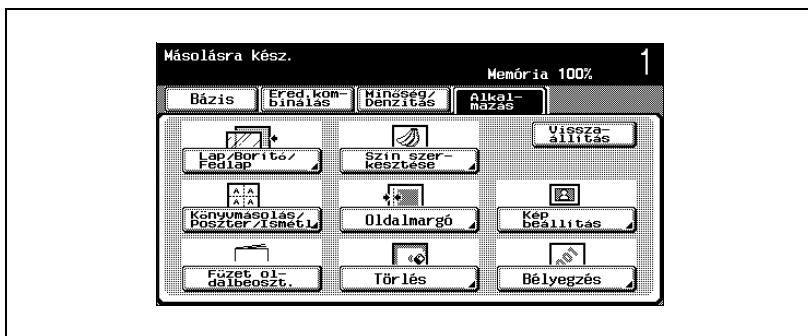 Másolásra kész.
1
Memória 100%
Bázis
Ered.kom-
binálás
Minőség/
Denzitás
Alkal-
mazás
Vissza-
állítás
Lap/Borító/
Fedlap
Szín szer-
kesztése
Könyvmásolás/
Poszter/Ismétl.
Oldalmargó
Kép
beállítás
Füzet ol-
dalbeoszt.
Törlés
Bélyegzés